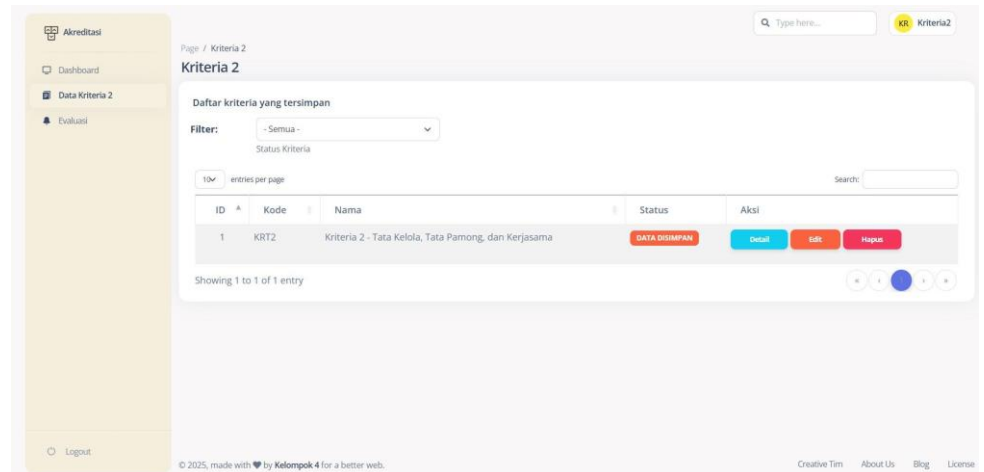 Akreditasi
Dashboard
Data Kriteria 2
Evaluasi
Logout
Type here...
KR Kriteria2
Page / Kriteria 2
Kriteria 2
Daftar kriteria yang tersimpan
Filter: - Semua -
Status Kriteria
10 entries per page
Search:
ID Kode Nama Status Aksi
1 KRT2 Kriteria 2 - Tata Kelola, Tata Pamong, dan Kerjasama DATA DISIMPAN Detail Edit Hapus
Showing 1 to 1 of 1 entry
« ‹ 1 › »
© 2025, made with ♥ by Kelompok 4 for a better web.
Creative Tim About Us Blog License